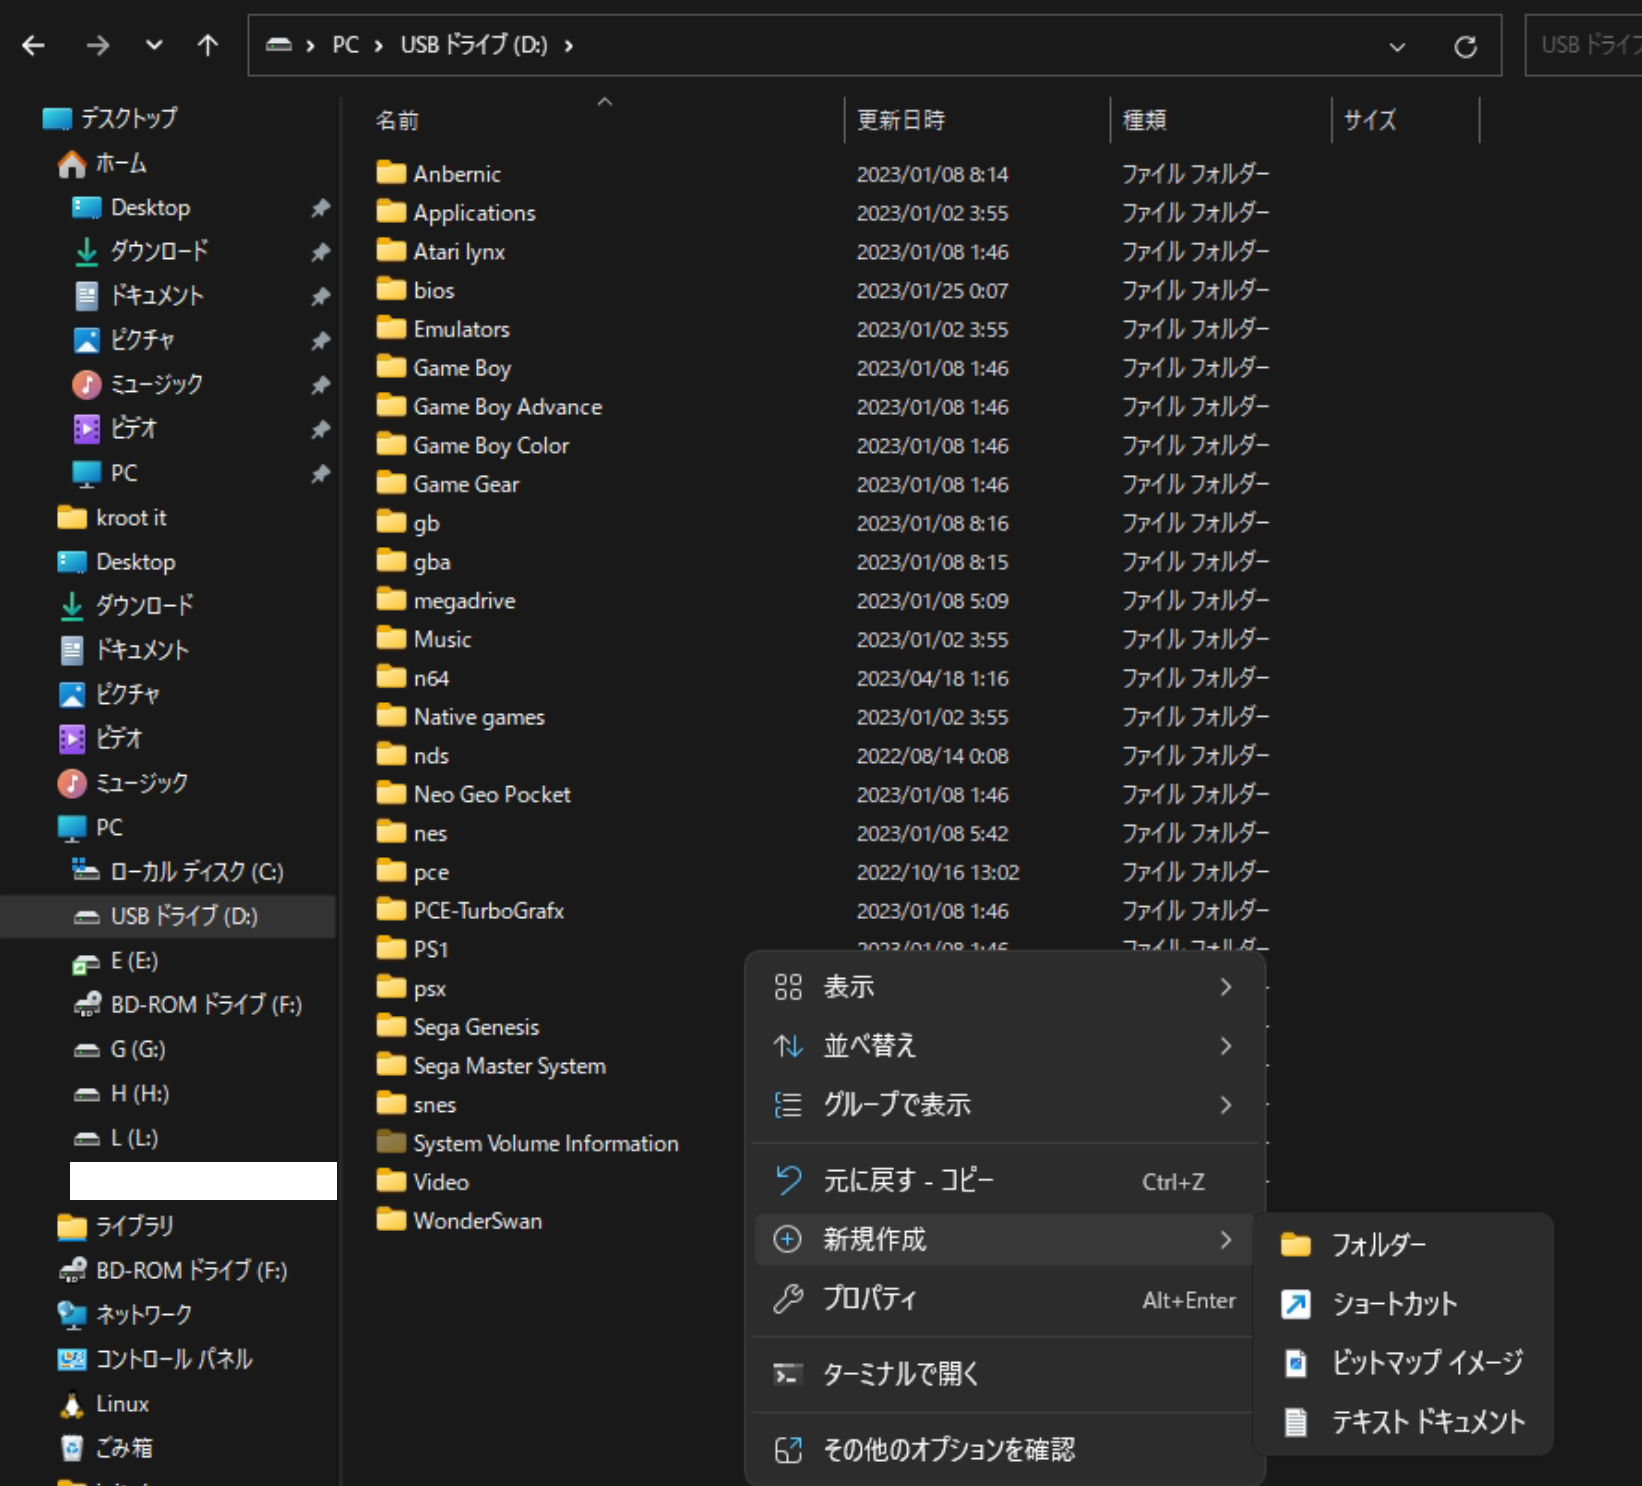 PC
USB ドライブ (D:)
USB ドライブ
デスクトップ
ホーム
Desktop
ダウンロード
ドキュメント
ピクチャ
ミュージック
ビデオ
PC
kroot it
Desktop
ダウンロード
ドキュメント
ピクチャ
ビデオ
ミュージック
PC
ローカル ディスク (C:)
USB ドライブ (D:)
E (E:)
BD-ROM ドライブ (F:)
G (G:)
H (H:)
L (L:)
ライブラリ
BD-ROM ドライブ (F:)
ネットワーク
コントロール パネル
Linux
ごみ箱
名前 更新日時 種類 サイズ
Anbernic 2023/01/08 8:14 ファイル フォルダー
Applications 2023/01/02 3:55 ファイル フォルダー
Atari lynx 2023/01/08 1:46 ファイル フォルダー
bios 2023/01/25 0:07 ファイル フォルダー
Emulators 2023/01/02 3:55 ファイル フォルダー
Game Boy 2023/01/08 1:46 ファイル フォルダー
Game Boy Advance 2023/01/08 1:46 ファイル フォルダー
Game Boy Color 2023/01/08 1:46 ファイル フォルダー
Game Gear 2023/01/08 1:46 ファイル フォルダー
gb 2023/01/08 8:16 ファイル フォルダー
gba 2023/01/08 8:15 ファイル フォルダー
megadrive 2023/01/08 5:09 ファイル フォルダー
Music 2023/01/02 3:55 ファイル フォルダー
n64 2023/04/18 1:16 ファイル フォルダー
Native games 2023/01/02 3:55 ファイル フォルダー
nds 2022/08/14 0:08 ファイル フォルダー
Neo Geo Pocket 2023/01/08 1:46 ファイル フォルダー
nes 2023/01/08 5:42 ファイル フォルダー
pce 2022/10/16 13:02 ファイル フォルダー
PCE-TurboGrafx 2023/01/08 1:46 ファイル フォルダー
PS1 2023/01/08 1:46 ファイル フォルダー
psx
Sega Genesis
Sega Master System
snes
System Volume Information
Video
WonderSwan
表示
並べ替え
グループで表示
元に戻す - コピー Ctrl+Z
新規作成
プロパティ Alt+Enter
ターミナルで開く
その他のオプションを確認
フォルダー
ショートカット
ビットマップ イメージ
テキスト ドキュメント